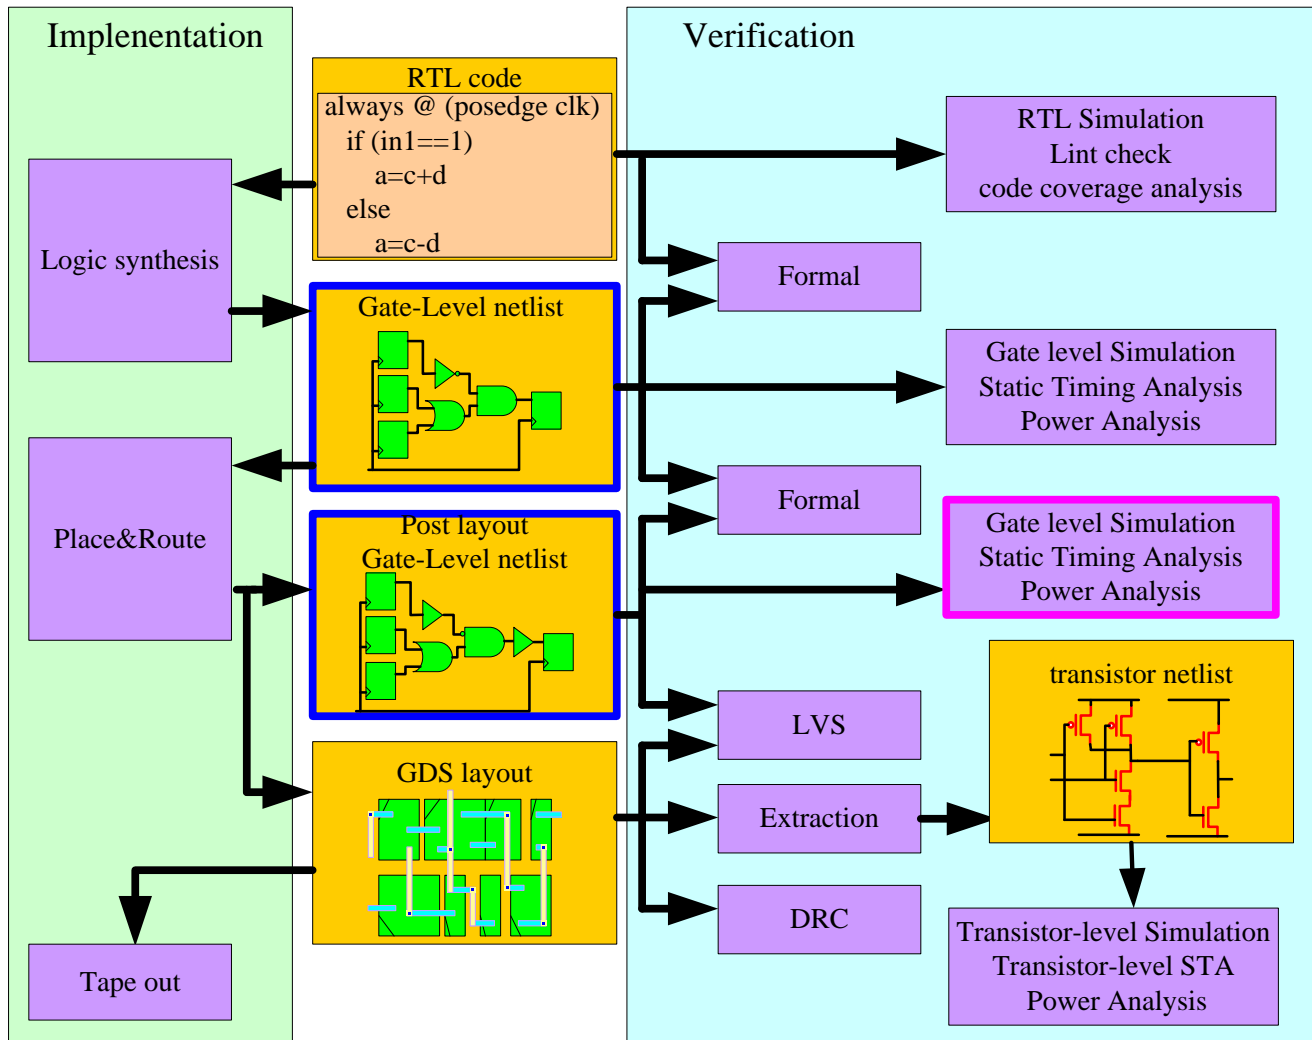 Implenentation
Verification
RTL code
always @ (posedge clk)
if (in1==1)
a=c+d
else
a=c-d
RTL Simulation
Lint check
code coverage analysis
Logic synthesis
Formal
Gate-Level netlist
Gate level Simulation
Static Timing Analysis
Power Analysis
Place&Route
Formal
Post layout
Gate-Level netlist
Gate level Simulation
Static Timing Analysis
Power Analysis
LVS
transistor netlist
GDS layout
Extraction
DRC
Tape out
Transistor-level Simulation
Transistor-level STA
Power Analysis